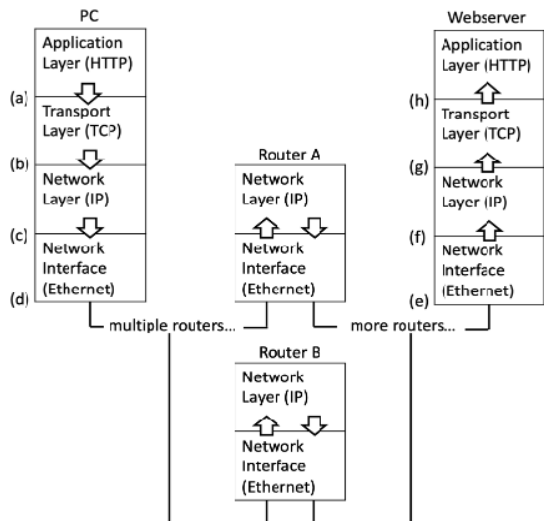 PC
Application
Layer (HTTP)
(a)
Transport
Layer (TCP)
(b)
Network
Layer (IP)
(c)
Network
Interface
(Ethernet)
(d)
multiple routers...
Router A
Network
Layer (IP)
Network
Interface
(Ethernet)
more routers...
Router B
Network
Layer (IP)
Network
Interface
(Ethernet)
Webserver
Application
Layer (HTTP)
(h)
Transport
Layer (TCP)
(g)
Network
Layer (IP)
(f)
Network
Interface
(Ethernet)
(e)